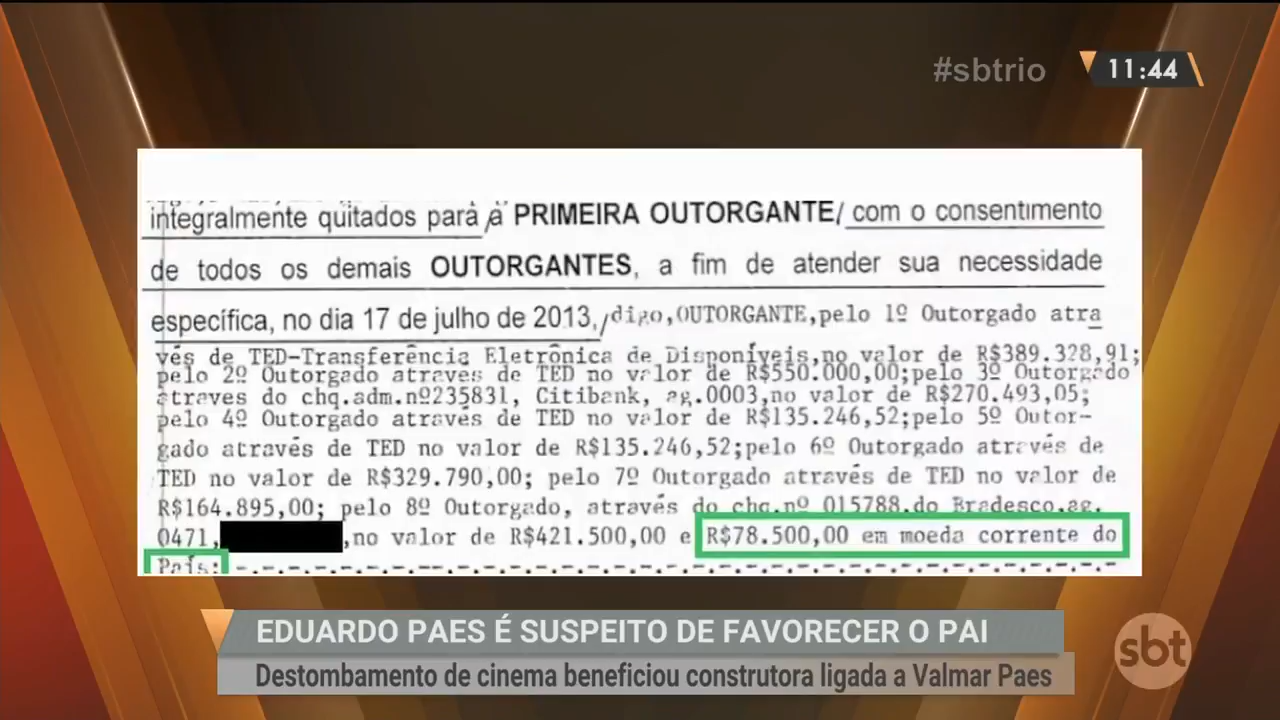 #sbtrio
11:44
integralmente quitados para/a PRIMEIRA OUTORGANTE/ com o consentimento
de todos os demais OUTORGANTES, a fim de atender sua necessidade
específica, no dia 17 de julho de 2013,/digo,OUTORGANTE,pelo 1º Outorgado atra
vés de TED-Transferência Eletrônica de Disponíveis,no valor de R$389.328,91;
pelo 2º Outorgado através de TED no valor de R$550.000,00;pelo 3º Outorgado
através do chq.adm.nº235831, Citibank, ag.0003,no valor de R$270.493,05;
pelo 4º Outorgado através de TED no valor de R$135.246,52;pelo 5º Outor-
gado através de TED no valor de R$135.246,52;pelo 6º Outorgado através de
TED no valor de R$329.790,00; pelo 7º Outorgado através de TED no valor de
R$164.895,00; pelo 8º Outorgado, através do chq.nº 015788.do Bradesco.ag.
0471, ,no valor de R$421.500,00 e R$78.500,00 em moeda corrente do
País;
EDUARDO PAES É SUSPEITO DE FAVORECER O PAI
Destombamento de cinema beneficiou construtora ligada a Valmar Paes
sbt